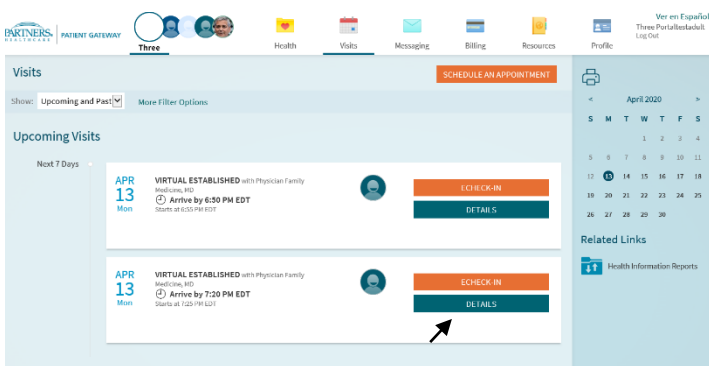 PARTNERS.
HEALTHCARE
PATIENT GATEWAY
Three
Health
Visits
Messaging
Billing
Resources
Profile
Ver en Español
Three Portaltestadult
Log Out
Visits
SCHEDULE AN APPOINTMENT
Show: Upcoming and Past
More Filter Options
Upcoming Visits
Next 7 Days
APR
13
Mon
VIRTUAL ESTABLISHED with Physician Family
Medicine, MD
Arrive by 6:50 PM EDT
Starts at 6:55 PM EDT
ECHECK-IN
DETAILS
APR
13
Mon
VIRTUAL ESTABLISHED with Physician Family
Medicine, MD
Arrive by 7:20 PM EDT
Starts at 7:25 PM EDT
ECHECK-IN
DETAILS
< April 2020 >
S M T W T F S
1 2 3 4
5 6 7 8 9 10 11
12 13 14 15 16 17 18
19 20 21 22 23 24 25
26 27 28 29 30
Related Links
Health Information Reports